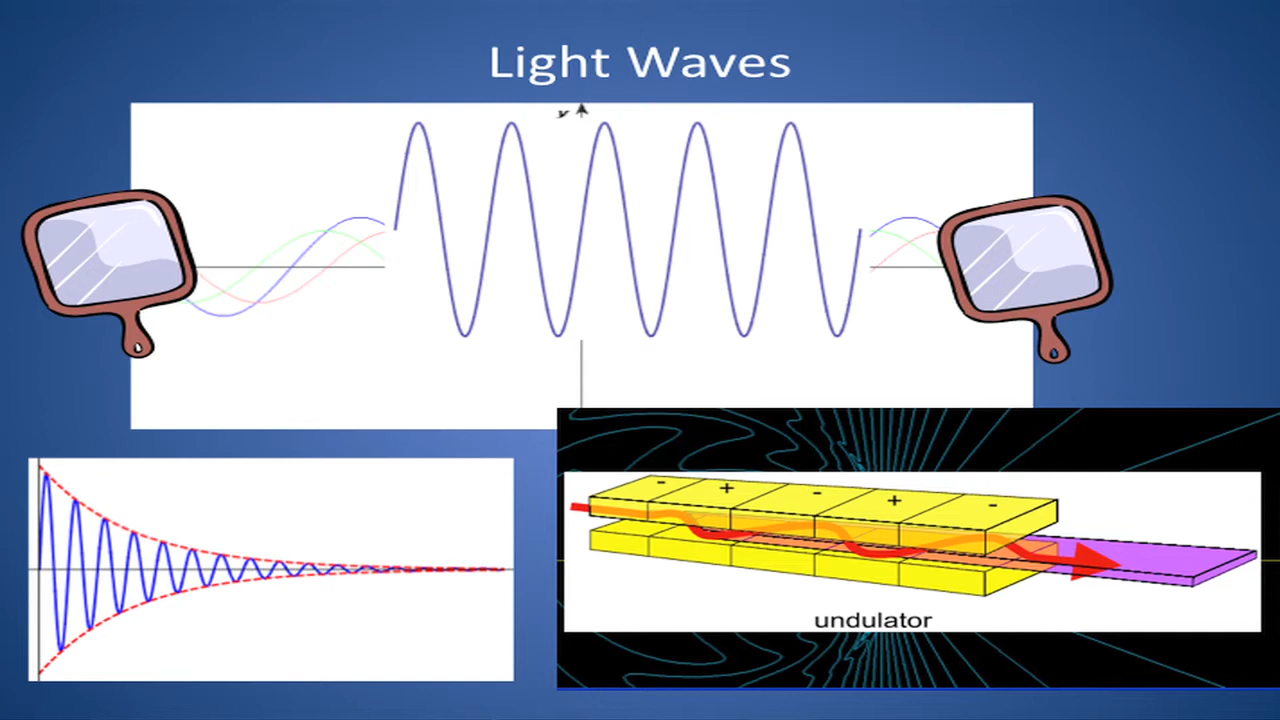 Light Waves
y
- + - + -
undulator